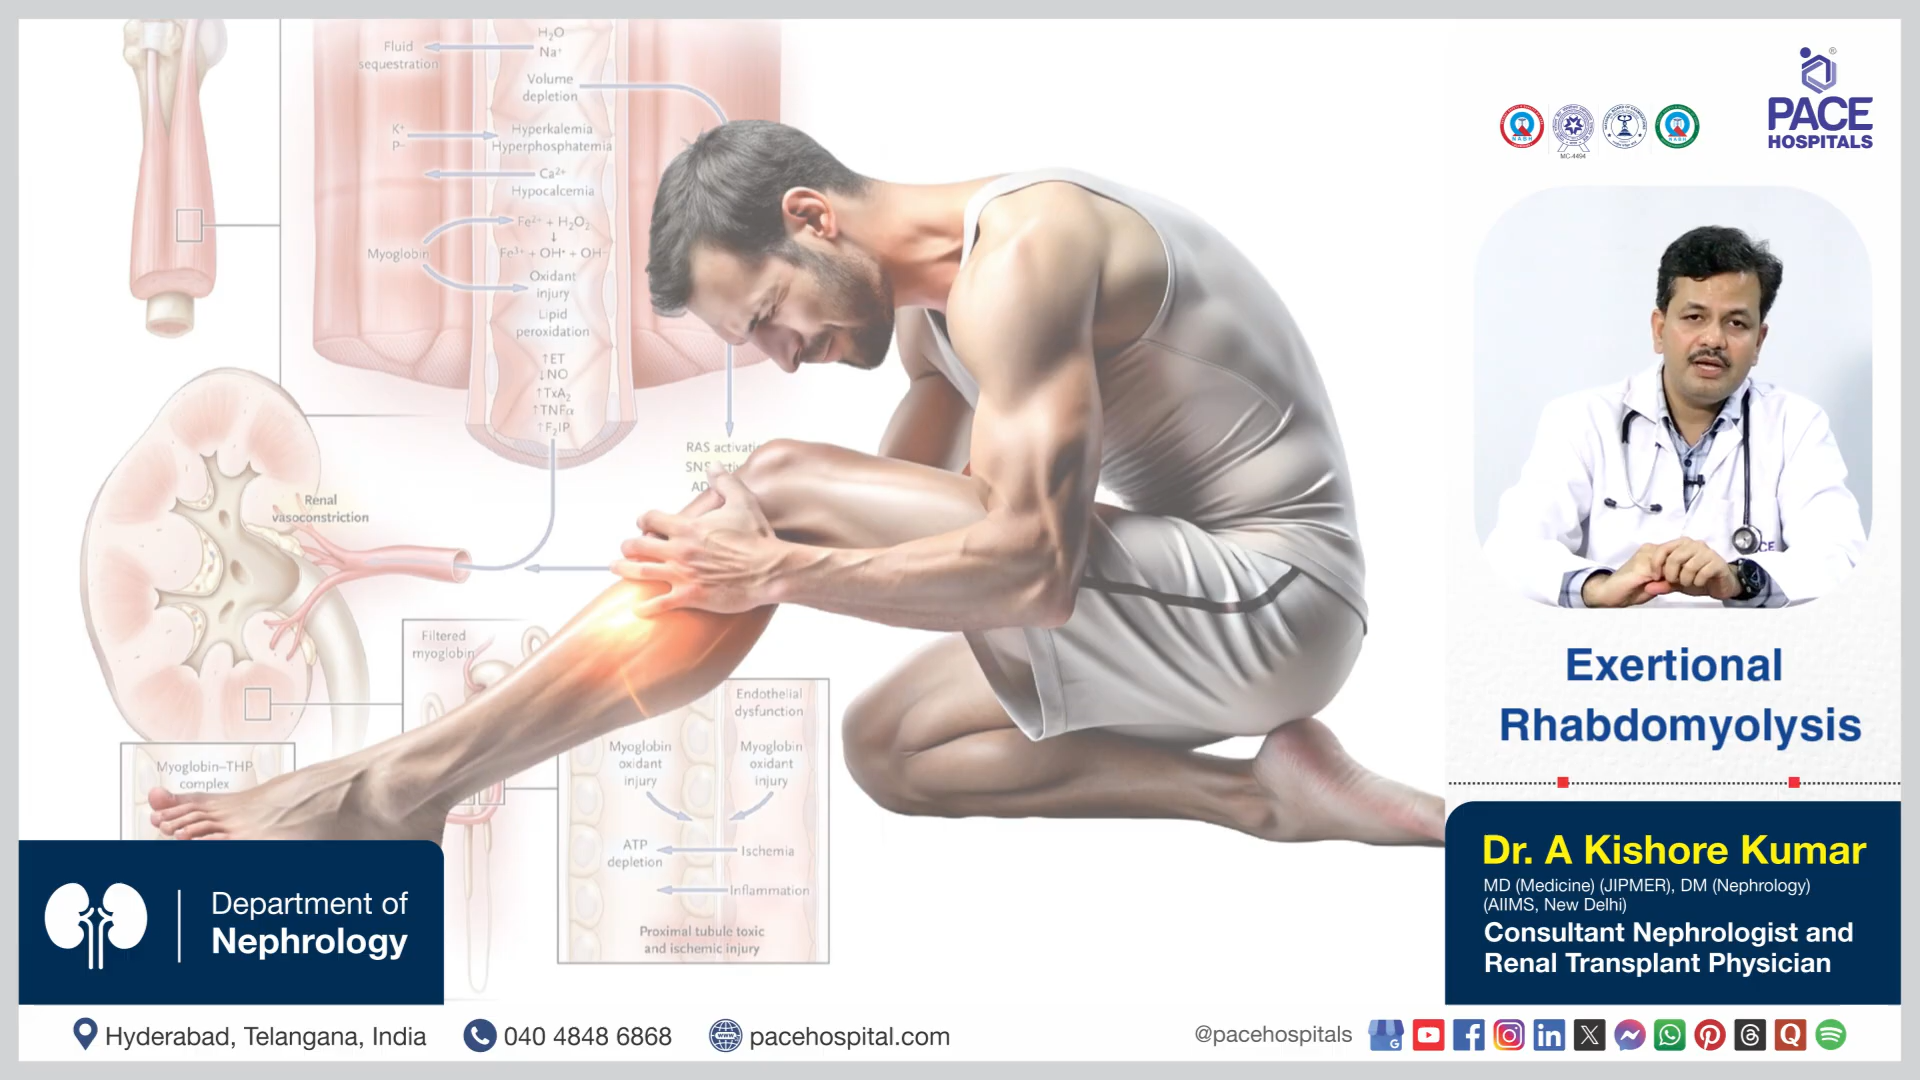 H₂O
Na⁺
Fluid
sequestration
Volume
depletion
K⁺
P⁻
Hyperkalemia
Hyperphosphatemia
Ca²⁺
Hypocalcemia
Fe²⁺ + H₂O₂
↓
Fe³⁺ + OH• + OH-
Myoglobin
Oxidant
injury
Lipid
peroxidation
↑ET
↓NO
↑TxA₂
↑TNFα
↑F₂IP
RAS
SNS
Renal
vasoconstriction
Filtered
myoglobin
Myoglobin–THP
complex
Endothelial
dysfunction
Myoglobin
oxidant
injury
Myoglobin
oxidant
injury
ATP
depletion
Ischemia
Inflammation
Proximal tubule toxic
and ischemic injury
MC-4494
®
PACE
HOSPITALS
Exertional
Rhabdomyolysis
Dr. A Kishore Kumar
MD (Medicine) (JIPMER), DM (Nephrology)
(AIIMS, New Delhi)
Consultant Nephrologist and
Renal Transplant Physician
Department of
Nephrology
Hyderabad, Telangana, India
040 4848 6868
pacehospital.com
@pacehospitals